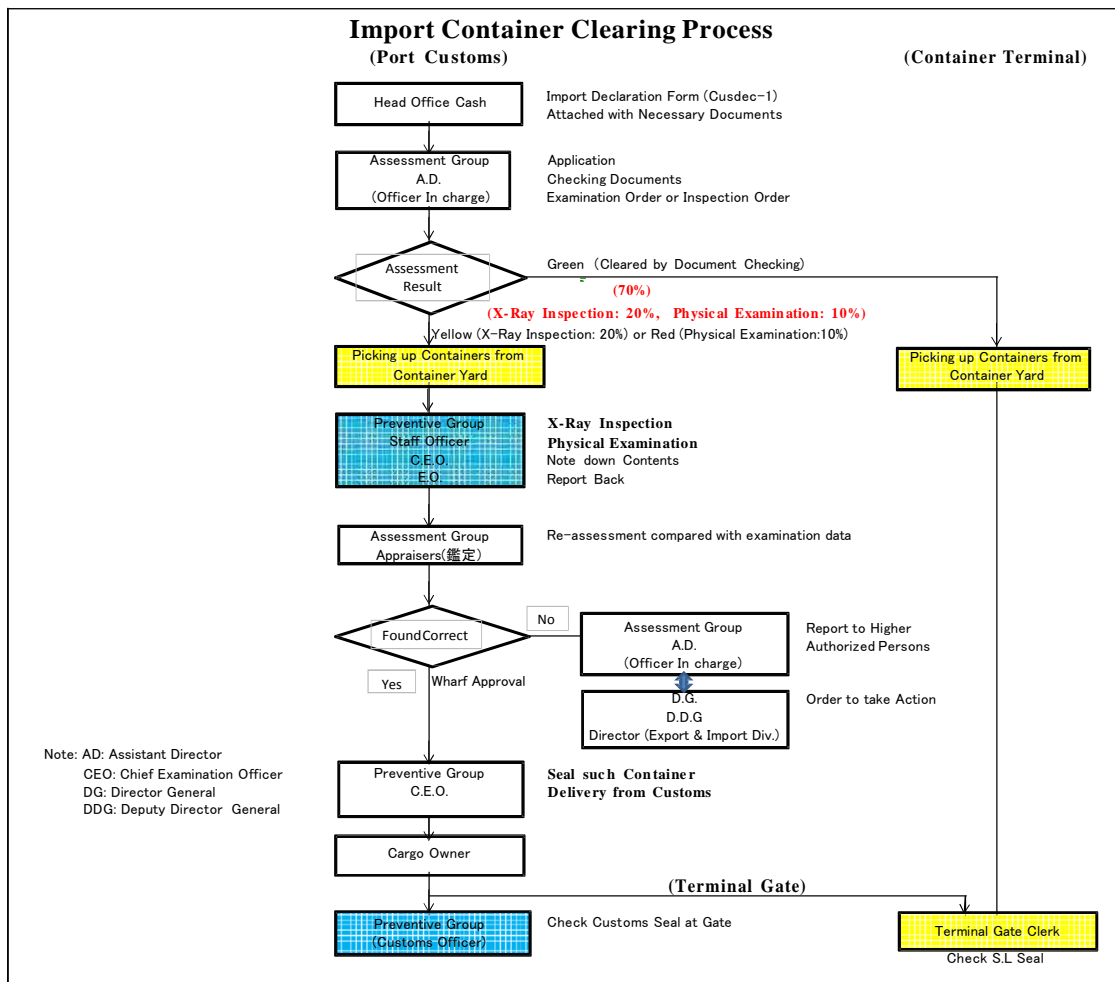 Import Container Clearing Process
(Port Customs)
(Container Terminal)
Head Office Cash
Import Declaration Form (Cusdec-1)
Attached with Necessary Documents
Assessment Group
A.D.
(Officer In charge)
Application
Checking Documents
Examination Order or Inspection Order
Assessment
Result
Green (Cleared by Document Checking)
(70%)
(X-Ray Inspection: 20%, Physical Examination: 10%)
Yellow (X-Ray Inspection: 20%) or Red (Physical Examination:10%)
Picking up Containers from
Container Yard
Picking up Containers from
Container Yard
Preventive Group
Staff Officer
C.E.O.
E.O.
X-Ray Inspection
Physical Examination
Note down Contents
Report Back
Assessment Group
Appraisers(鑑定)
Re-assessment compared with examination data
FoundCorrect
No
Assessment Group
A.D.
(Officer In charge)
Report to Higher
Authorized Persons
Yes
Wharf Approval
D.G.
D.D.G
Director (Export & Import Div.)
Order to take Action
Note: AD: Assistant Director
CEO: Chief Examination Officer
DG: Director General
DDG: Deputy Director General
Preventive Group
C.E.O.
Seal such Container
Delivery from Customs
Cargo Owner
(Terminal Gate)
Preventive Group
(Customs Officer)
Check Customs Seal at Gate
Terminal Gate Clerk
Check S.L Seal